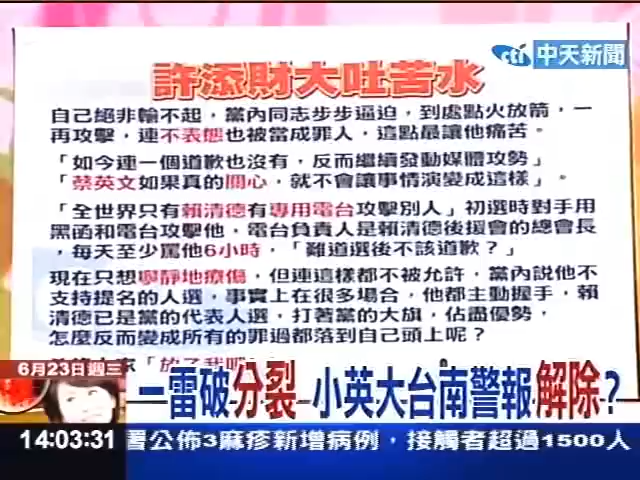 cti 中天新聞
許添財大吐苦水
自己絕非輸不起，黨內同志步步逼迫，到處點火放箭，一
再攻擊，連不表態也被當成罪人，這點最讓他痛苦。
「如今連一個道歉也沒有，反而繼續發動媒體攻勢」
「蔡英文如果真的關心，就不會讓事情演變成這樣」。
「全世界只有賴清德有專用電台攻擊別人」初選時對手用
黑函和電台攻擊他，電台負責人是賴清德後援會的總會長
，每天至少罵他6小時，「難道選後不該道歉？」
現在只想寧靜地療傷，但連這樣都不被允許，黨內說他不
支持提名的人選，事實上在很多場合，他都主動握手，賴
清德已是黨的代表人選，打著黨的大旗，佔盡優勢，
怎麼反而變成所有的罪過都落到自己頭上呢？
6月23日週三
一雷破分裂 小英大台南警報解除？
14:03:31 署公佈3麻疹新增病例，接觸者超過1500人